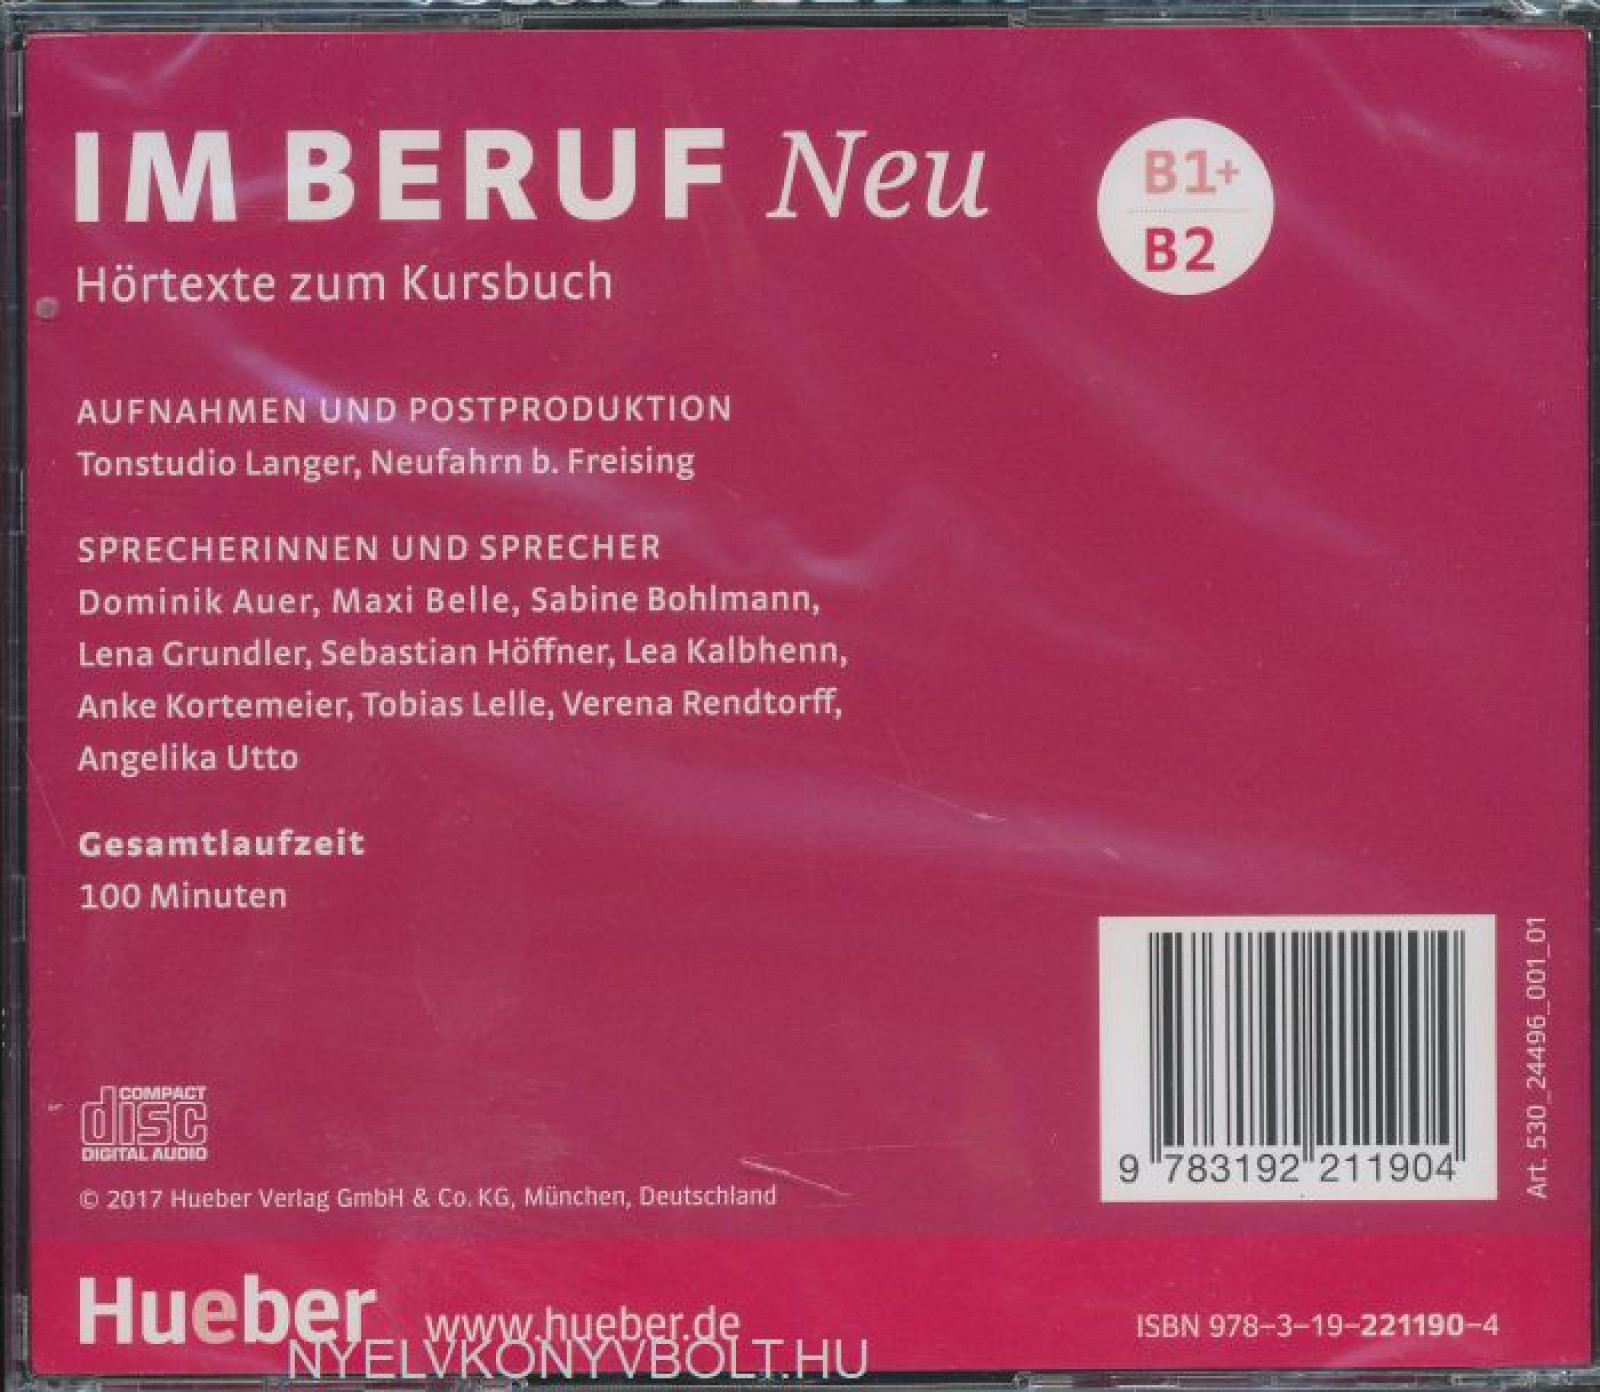 IM BERUF Neu
B1+
B2
Hörtexte zum Kursbuch
AUFNAHMEN UND POSTPRODUKTION
Tonstudio Langer, Neufahrn b. Freising
SPRECHERINNEN UND SPRECHER
Dominik Auer, Maxi Belle, Sabine Bohlmann,
Lena Grundler, Sebastian Höffner, Lea Kalbhenn,
Anke Kortemeier, Tobias Lelle, Verena Rendtorff,
Angelika Utto
Gesamtlaufzeit
100 Minuten
COMPACT
disc
DIGITAL AUDIO
© 2017 Hueber Verlag GmbH & Co. KG, München, Deutschland
9 783192 211904
Art. 530_24496_001_01
Hueber www.hueber.de
ISBN 978-3-19-221190-4
NYELVKONYVBOLT.HU